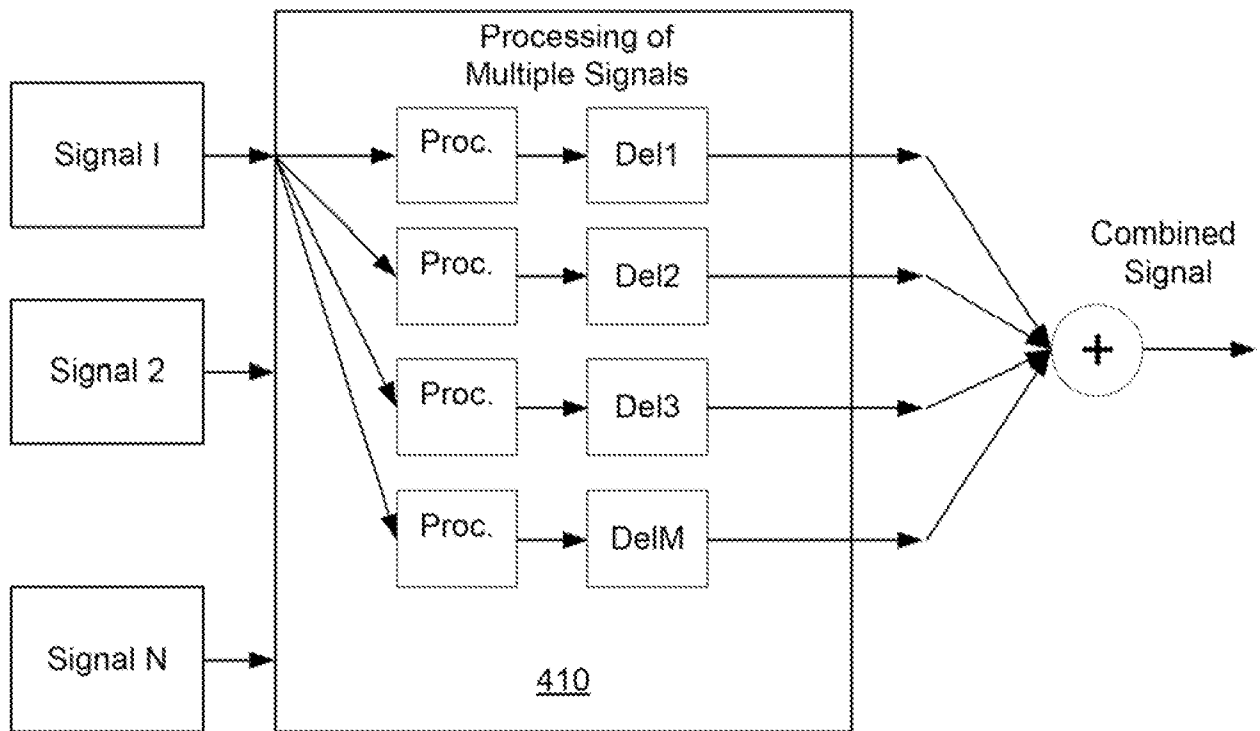 Processing of
Multiple Signals
Signal I
Proc.
Del1
Proc.
Del2
Combined
Signal
+
Signal 2
Proc.
Del3
Proc.
DelM
Signal N
410